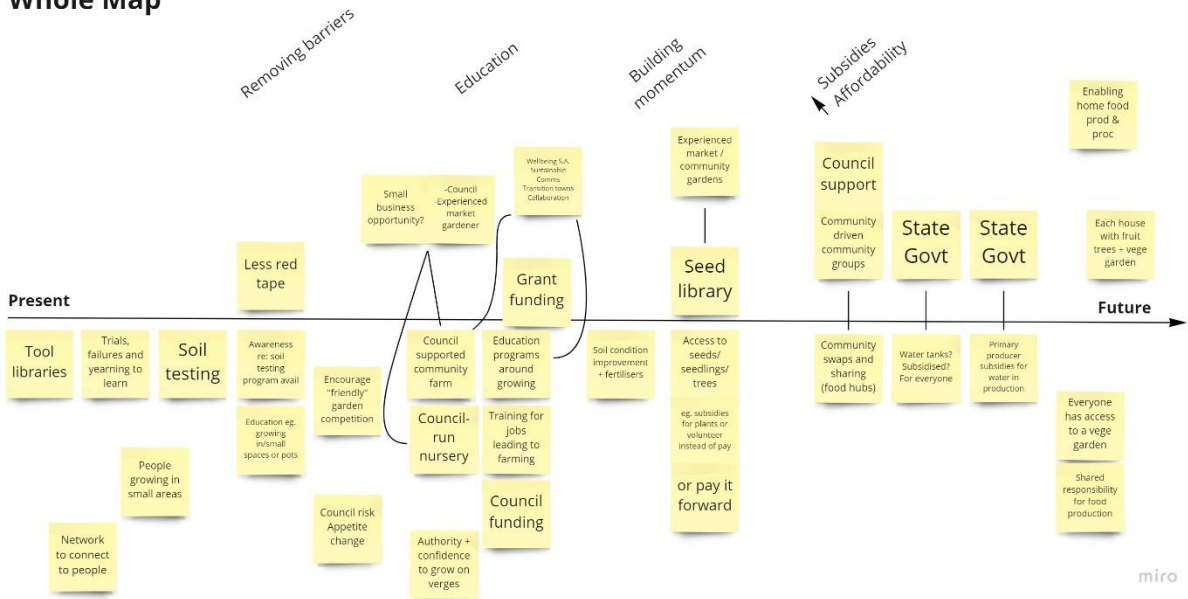 Whole Map
Removing barriers
Education
Building
momentum
Subsidies
Affordability
Enabling
home food
prod &
proc
Experienced
market /
community
gardens
Wellbeing S.A.
Sustainable
Comms
Transition towns
Collaboration
Small
business
opportunity?
-Council
-Experienced
market
gardener
Council
support
Community
driven
community
groups
State
Govt
State
Govt
Each house
with fruit
trees + vege
garden
Less red
tape
Grant
funding
Seed
library
Present
Future
Tool
libraries
Trials,
failures and
yearning to
learn
Soil
testing
Awareness
re: soil
testing
program avail
Education eg.
growing
in/small
spaces or pots
Encourage
"friendly"
garden
competition
Council
supported
community
farm
Education
programs
around
growing
Soil condition
improvement
+ fertilisers
Access to
seeds/
seedlings/
trees
Community
swaps and
sharing
(food hubs)
Water tanks?
Subsidised?
For everyone
Primary
producer
subsidies for
water in
production
Council-
run
nursery
Training for
jobs
leading to
farming
eg. subsidies
for plants or
volunteer
instead of pay
Everyone
has access
to a vege
garden
People
growing in
small areas
Council risk
Appetite
change
Council
funding
or pay it
forward
Shared
responsibility
for food
production
Network
to connect
to people
Authority +
confidence
to grow on
verges
miro